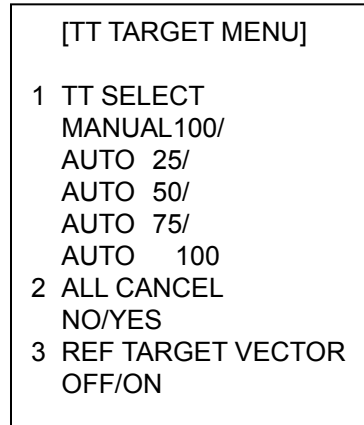 [TT TARGET MENU]
1 TT SELECT
MANUAL100/
AUTO 25/
AUTO 50/
AUTO 75/
AUTO 100
2 ALL CANCEL
NO/YES
3 REF TARGET VECTOR
OFF/ON